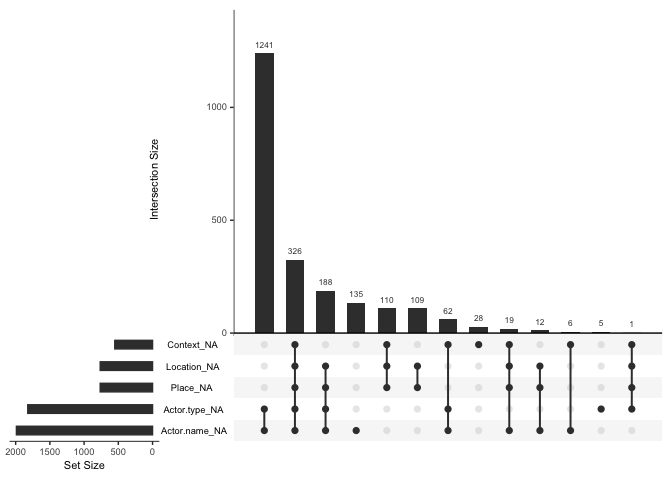 1241
1000
Intersection Size
500
326
188
135
110
109
62
28
19
12
6
5
1
0
Context_NA
Location_NA
Place_NA
Actor.type_NA
Actor.name_NA
2000 1500 1000 500 0
Set Size